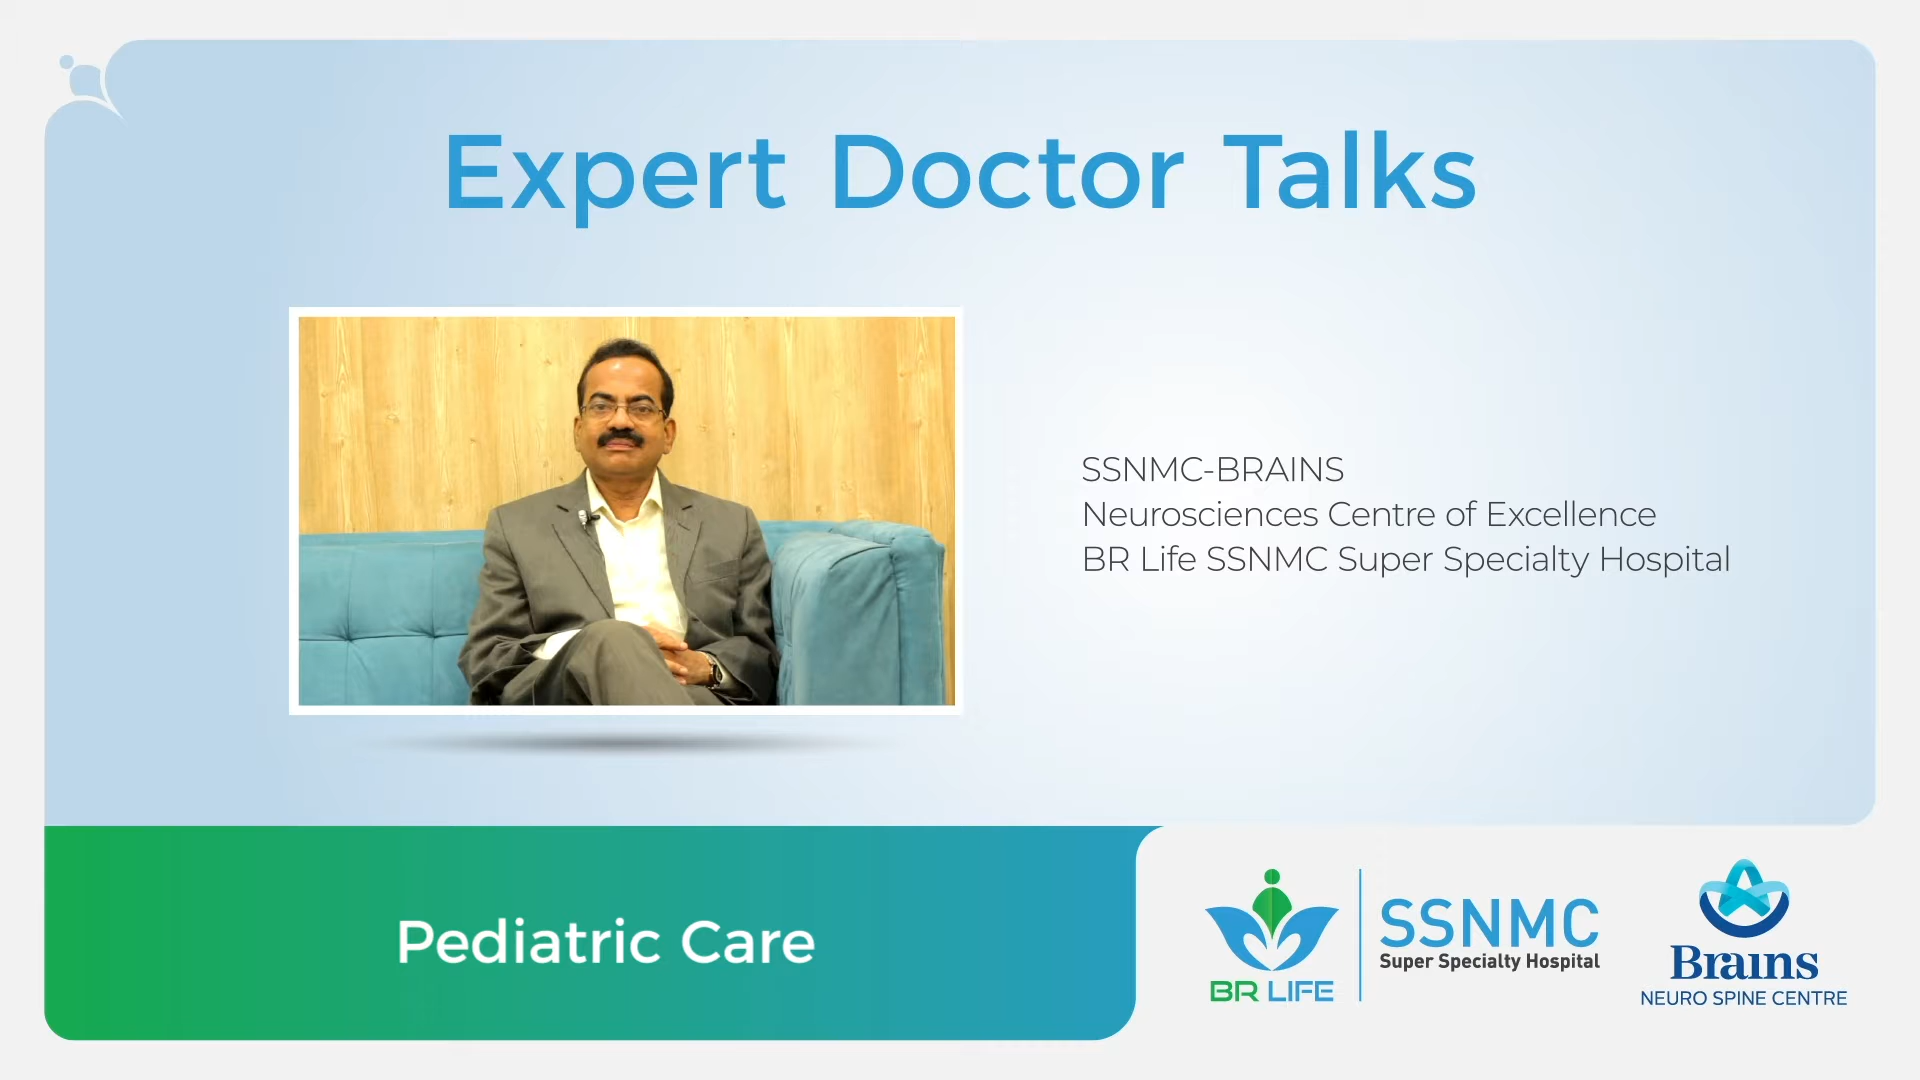 Expert Doctor Talks
SSNMC-BRAINS
Neurosciences Centre of Excellence
BR Life SSNMC Super Specialty Hospital
Pediatric Care
BR LIFE
SSNMC
Super Specialty Hospital
Brains
NEURO SPINE CENTRE